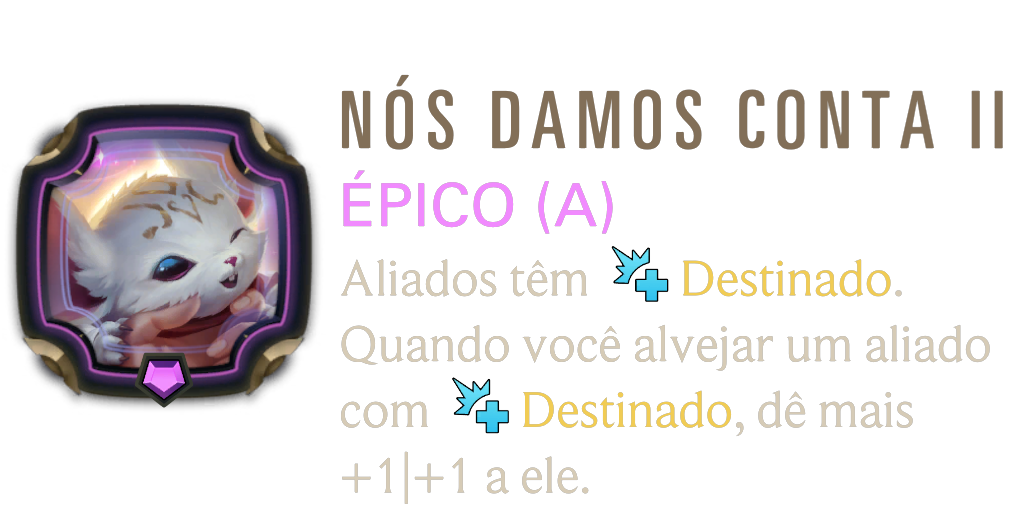 NÓS DAMOS CONTA II
ÉPICO (A)
Aliados têm Destinado.
Quando você alvejar um aliado
com Destinado, dê mais
+1|+1 a ele.